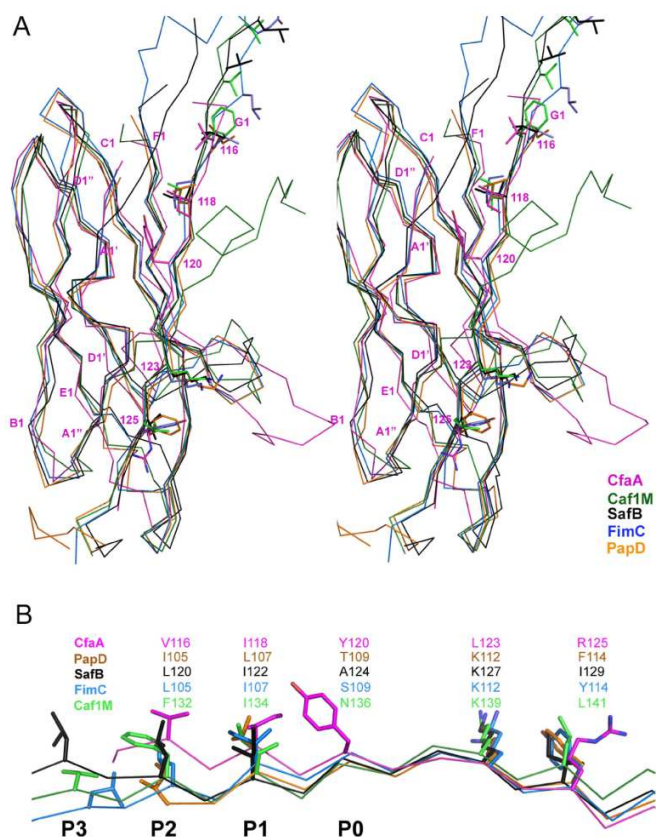 A
C1
F1
G1
116
D1"
118
A1'
120
D1'
123
E1
B1
125
A1"
C1
F1
G1
116
D1"
118
A1'
120
D1'
123
E1
B1
125
A1"
CfaA
Caf1M
SafB
FimC
PapD
B
CfaA V116 I118 Y120 L123 R125
PapD I105 L107 T109 K112 F114
SafB L120 I122 A124 K127 I129
FimC L105 I107 S109 K112 Y114
Caf1M F132 I134 N136 K139 L141
P3 P2 P1 P0